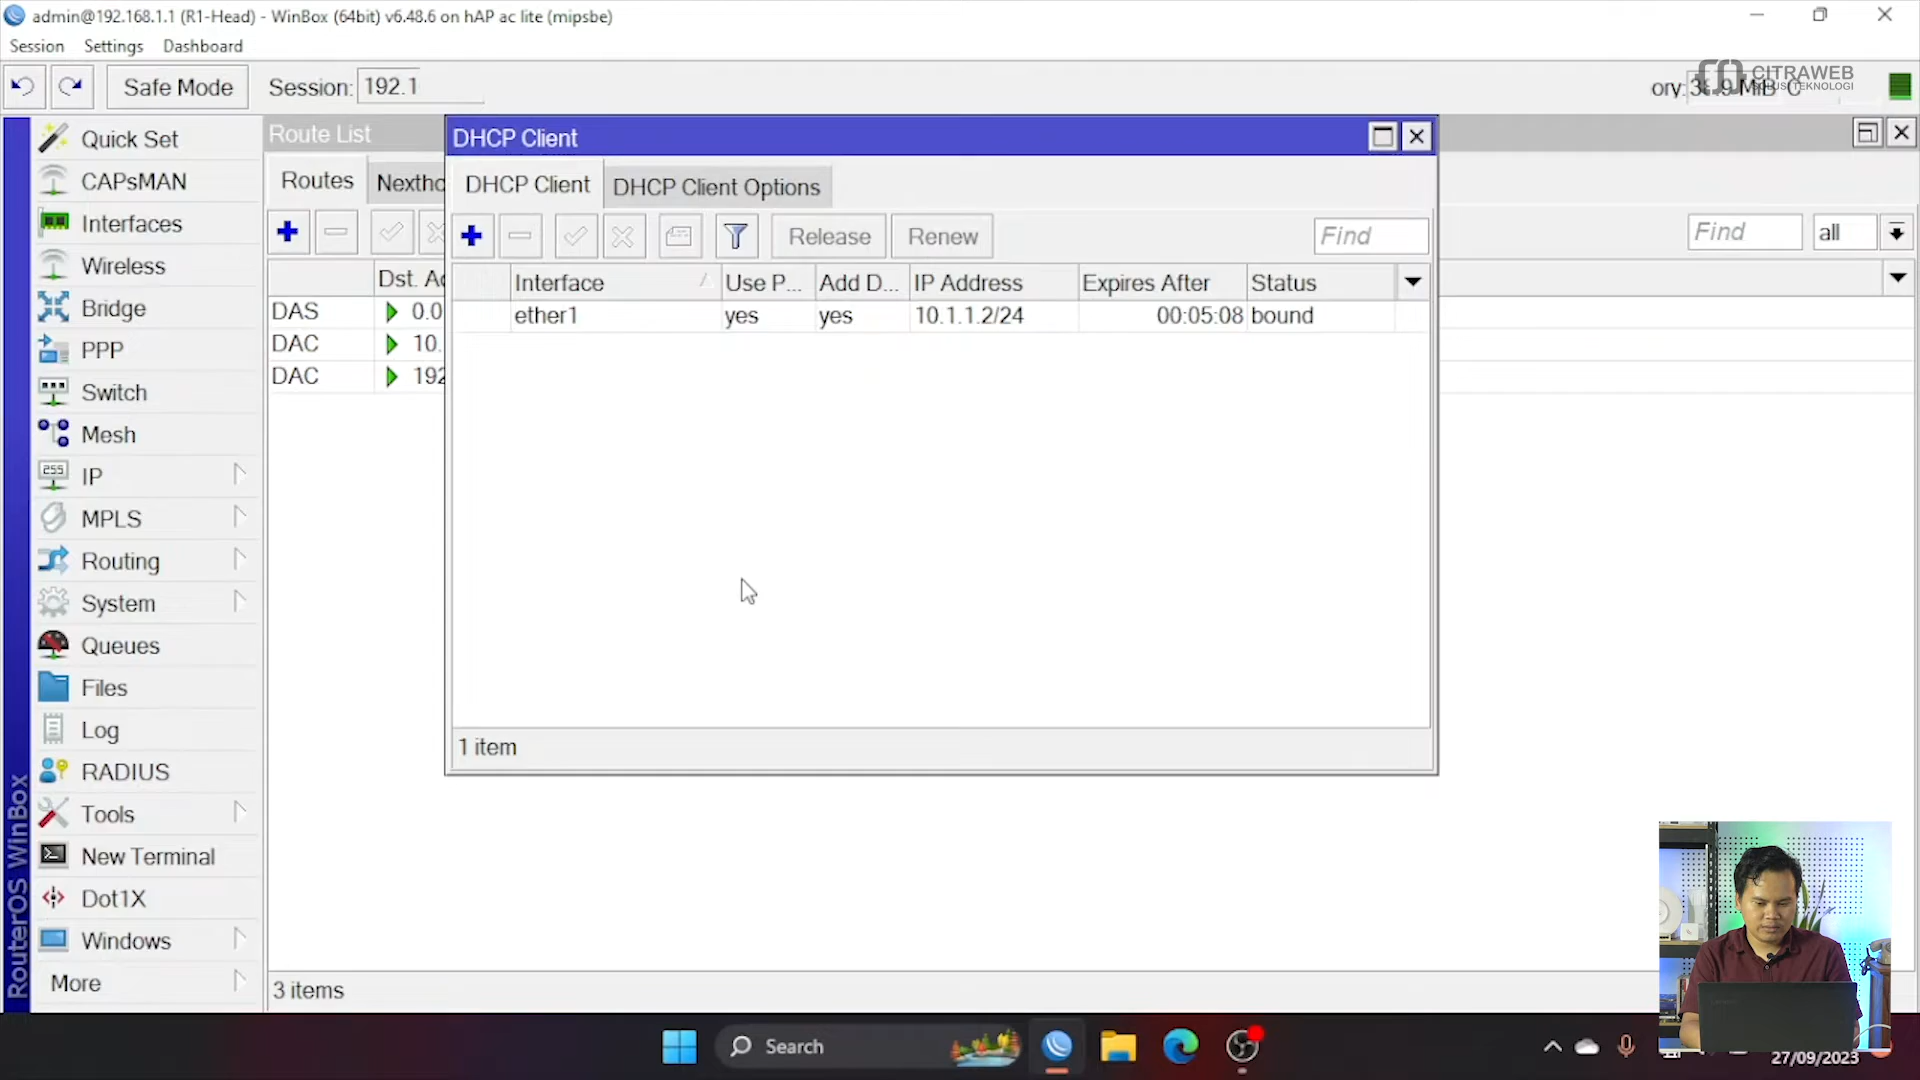 admin@192.168.1.1 (R1-Head) - WinBox (64bit) v6.48.6 on hAP ac lite (mipsbe)
Session Settings Dashboard
Safe Mode Session: 192.1
ory:
CITRAWEB
SOLUSI TEKNOLOGI
Quick Set
CAPsMAN
Interfaces
Wireless
Bridge
PPP
Switch
Mesh
IP
MPLS
Routing
System
Queues
Files
Log
RADIUS
Tools
New Terminal
Dot1X
Windows
More
RouterOS WinBox
Route List
Routes Nextho
Find all
Dst. Ac
DAS 0.0
DAC 10.
DAC 192
3 items
DHCP Client
DHCP Client DHCP Client Options
Release Renew Find
Interface Use P... Add D... IP Address Expires After Status
ether1 yes yes 10.1.1.2/24 00:05:08 bound
1 item
Search
27/09/2023